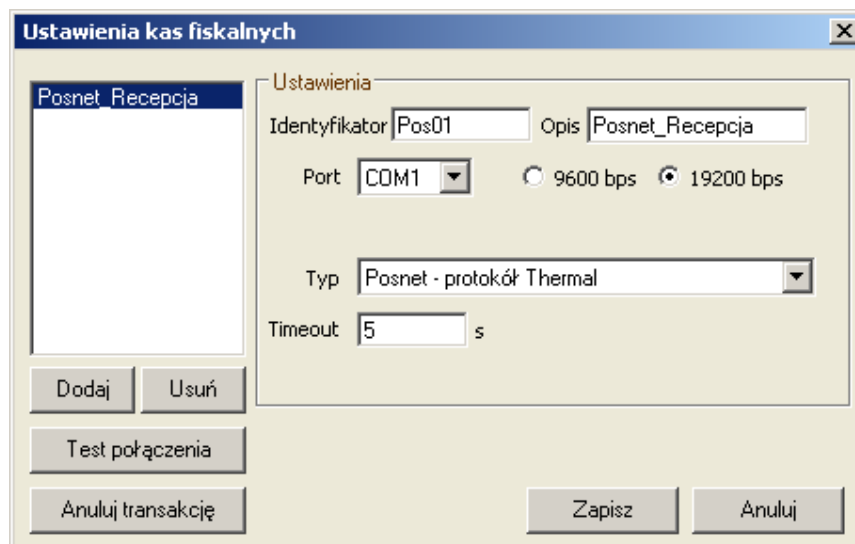 Ustawienia kas fiskalnych
Posnet_Recepcja
Ustawienia
Identyfikator Pos01 Opis Posnet_Recepcja
Port COM1 9600 bps 19200 bps
Typ Posnet - protokół Thermal
Timeout 5 s
Dodaj Usuń
Test połączenia
Anuluj transakcję Zapisz Anuluj